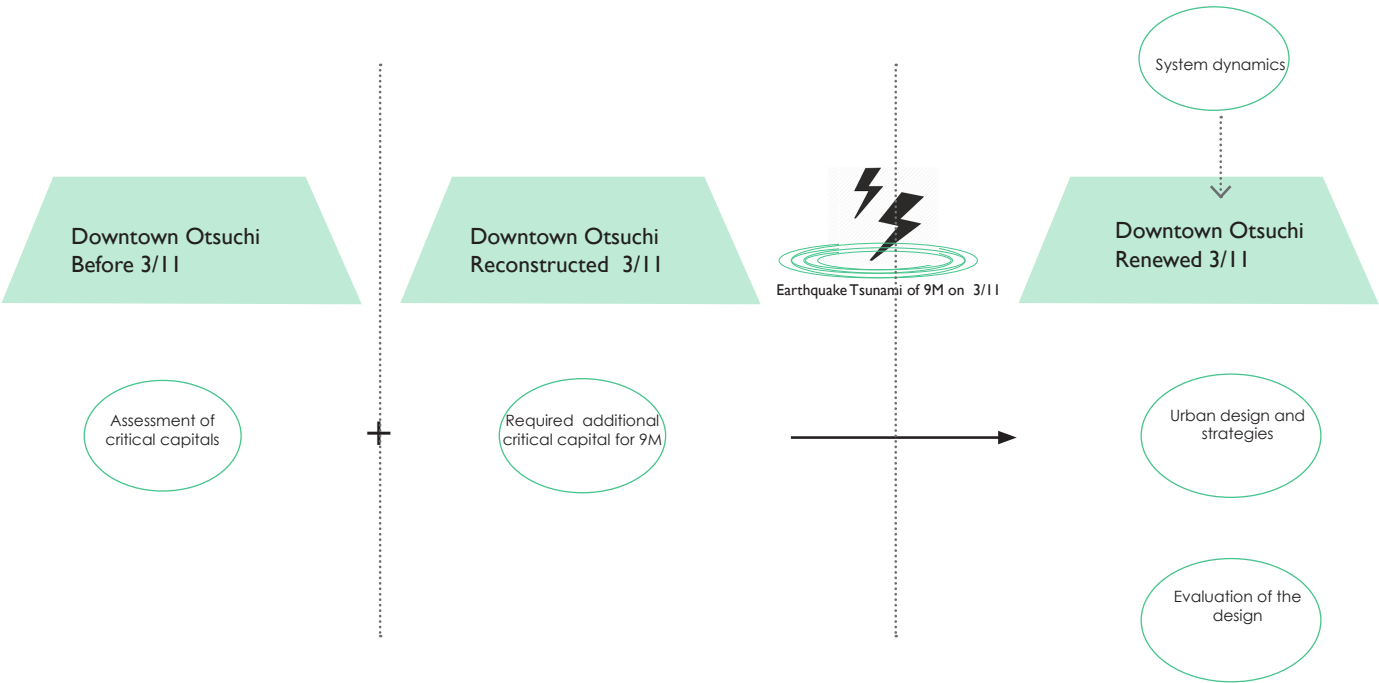 System dynamics
Downtown Otsuchi
Before 3/11
Downtown Otsuchi
Reconstructed 3/11
Earthquake Tsunami of 9M on 3/11
Downtown Otsuchi
Renewed 3/11
Assessment of
critical capitals
+
Required additional
critical capital for 9M
Urban design and
strategies
Evaluation of the
design